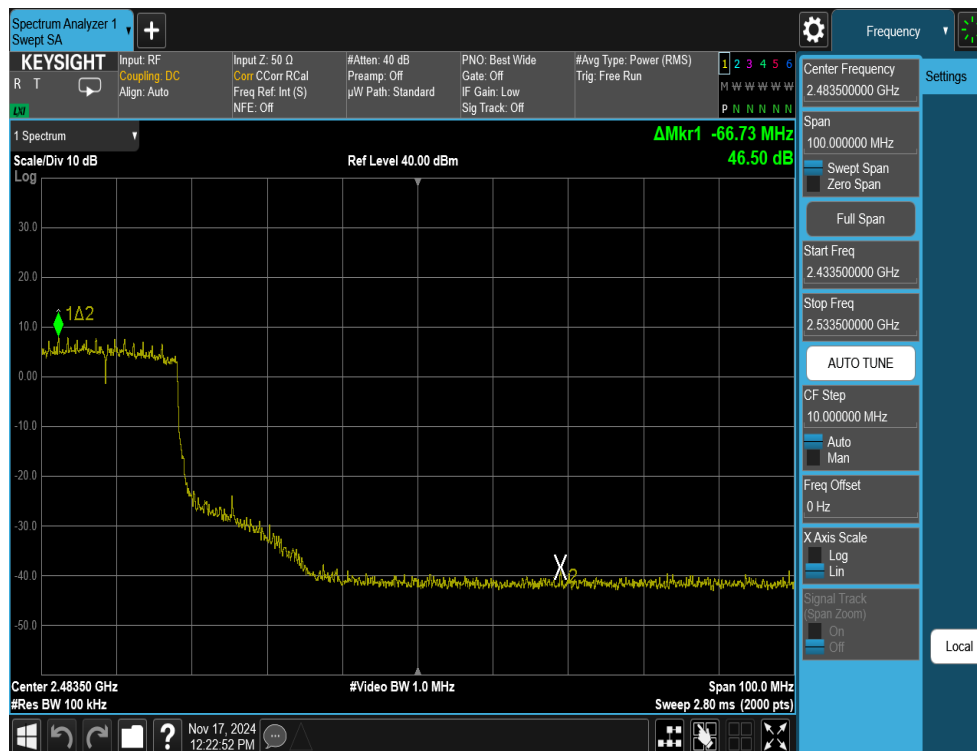 Spectrum Analyzer 1
Swept SA
Frequency
KEYSIGHT
R T
LXI
Input: RF
Coupling: DC
Align: Auto
Input Z: 50 Ω
Corr CCorr RCal
Freq Ref: Int (S)
NFE: Off
#Atten: 40 dB
Preamp: Off
µW Path: Standard
PNO: Best Wide
Gate: Off
IF Gain: Low
Sig Track: Off
#Avg Type: Power (RMS)
Trig: Free Run
1 2 3 4 5 6
M W W W W W
P N N N N N
1 Spectrum
Scale/Div 10 dB
Log
Ref Level 40.00 dBm
ΔMkr1 -66.73 MHz
46.50 dB
30.0
20.0
10.0
0.00
-10.0
-20.0
-30.0
-40.0
-50.0
1Δ2
X2
Center 2.48350 GHz
#Res BW 100 kHz
#Video BW 1.0 MHz
Span 100.0 MHz
Sweep 2.80 ms (2000 pts)
Center Frequency
2.483500000 GHz
Settings
Span
100.000000 MHz
Swept Span
Zero Span
Full Span
Start Freq
2.433500000 GHz
Stop Freq
2.533500000 GHz
AUTO TUNE
CF Step
10.000000 MHz
Auto
Man
Freq Offset
0 Hz
X Axis Scale
Log
Lin
Signal Track
(Span Zoom)
On
Off
Local
?
Nov 17, 2024
12:22:52 PM